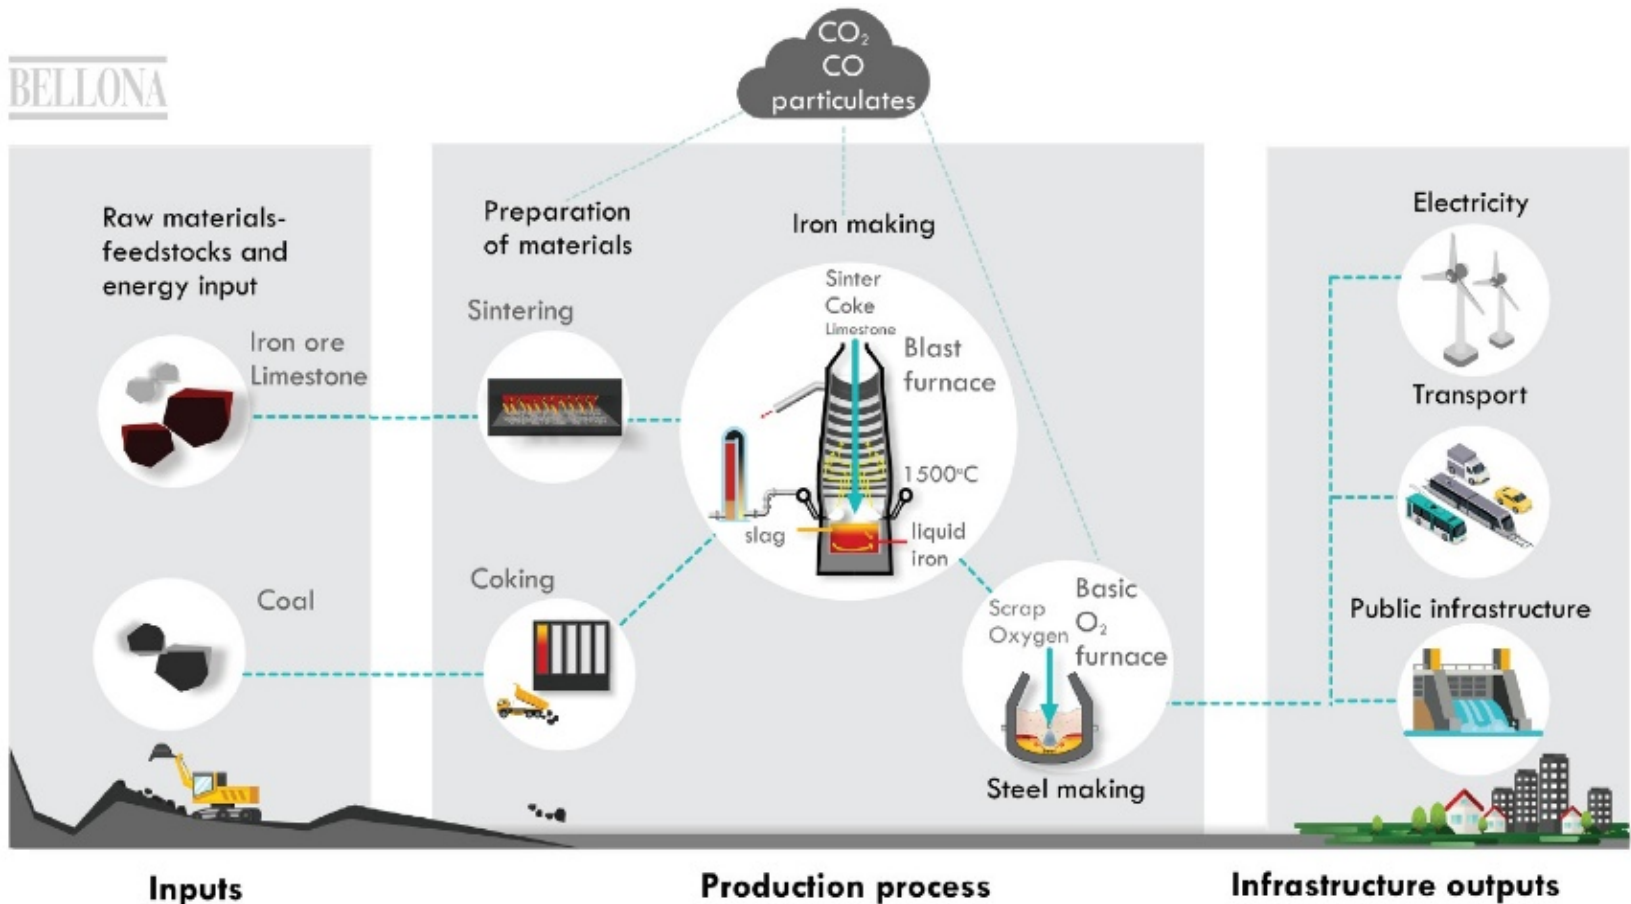 BELLONA
CO₂
CO
particulates
Raw materials-
feedstocks and
energy input
Iron ore
Limestone
Coal
Preparation
of materials
Sintering
Coking
Iron making
Sinter
Coke
Limestone
Blast
furnace
1500°C
slag
liquid
iron
Scrap
Oxygen
Basic
O₂
furnace
Steel making
Electricity
Transport
Public infrastructure
Inputs
Production process
Infrastructure outputs